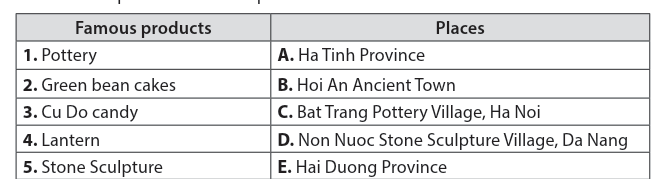 Famous products Places
1. Pottery A. Ha Tinh Province
2. Green bean cakes B. Hoi An Ancient Town
3. Cu Do candy C. Bat Trang Pottery Village, Ha Noi
4. Lantern D. Non Nuoc Stone Sculpture Village, Da Nang
5. Stone Sculpture E. Hai Duong Province